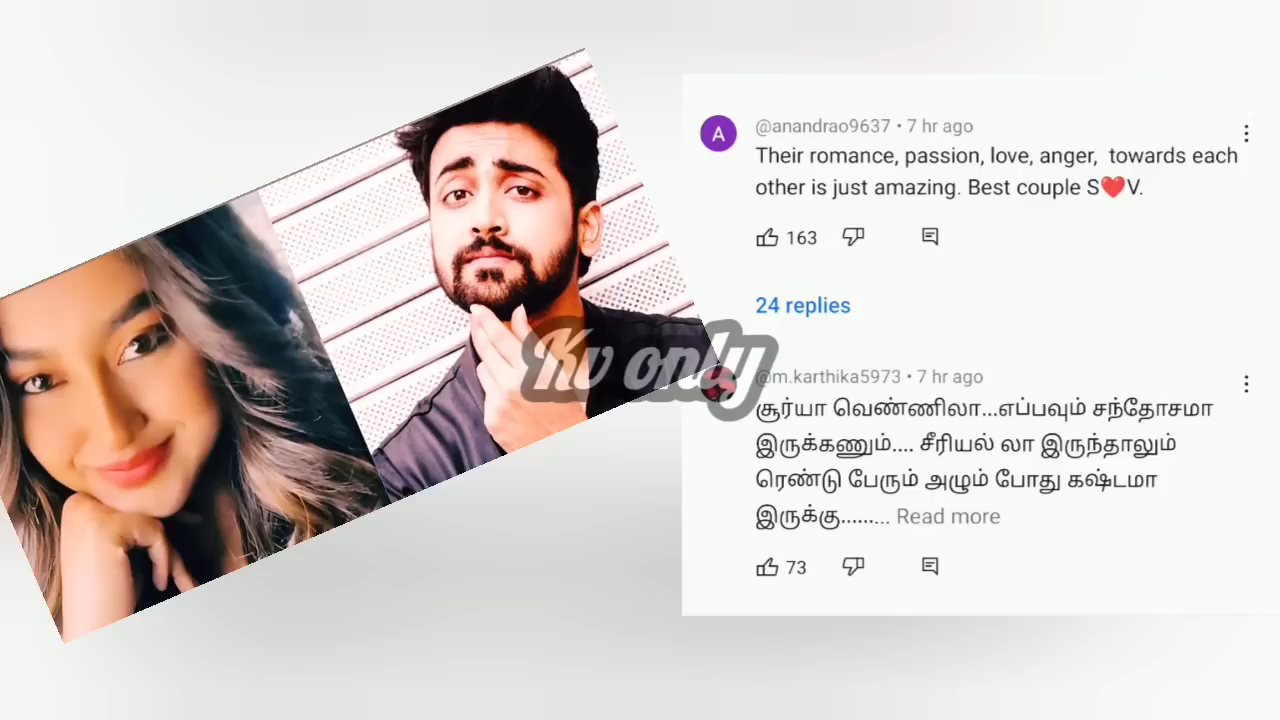 A
@anandrao9637 • 7 hr ago
Their romance, passion, love, anger, towards each
other is just amazing. Best couple S❤️V.
163
24 replies
Kv only
@m.karthika5973 • 7 hr ago
சூர்யா வெண்ணிலா...எப்பவும் சந்தோசமா
இருக்கணும்.... சீரியல் லா இருந்தாலும்
ரெண்டு பேரும் அழும் போது கஷ்டமா
இருக்கு......... Read more
73